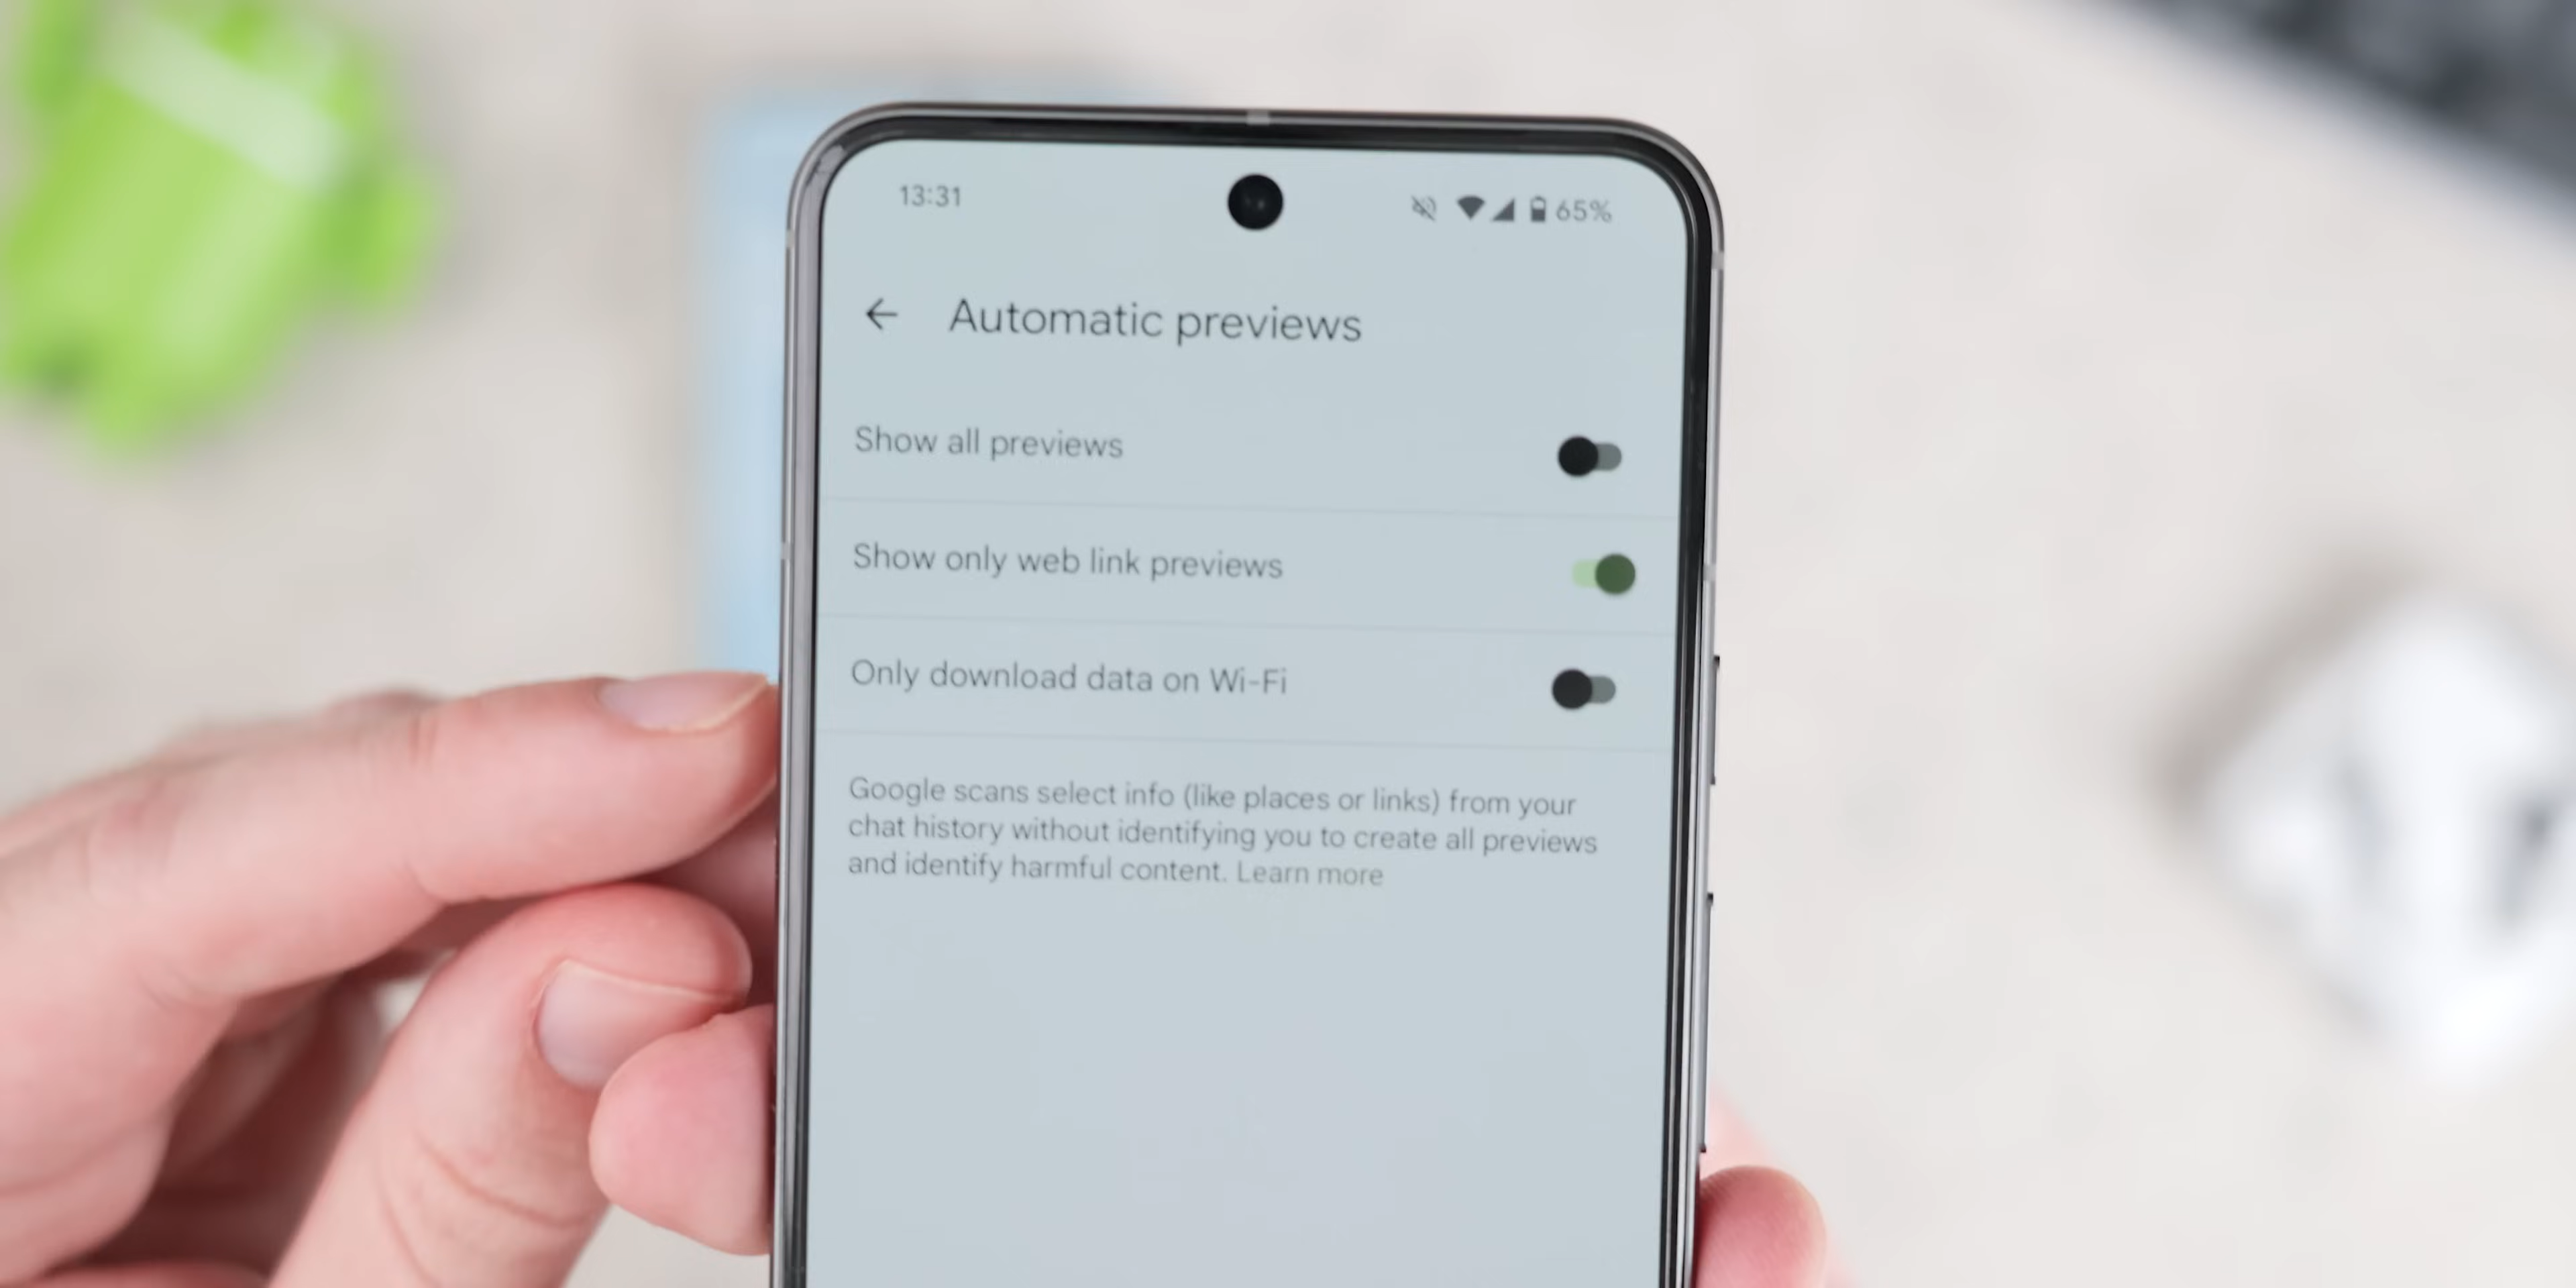 13:31
65%
Automatic previews
Show all previews
Show only web link previews
Only download data on Wi-Fi
Google scans select info (like places or links) from your
chat history without identifying you to create all previews
and identify harmful content. Learn more